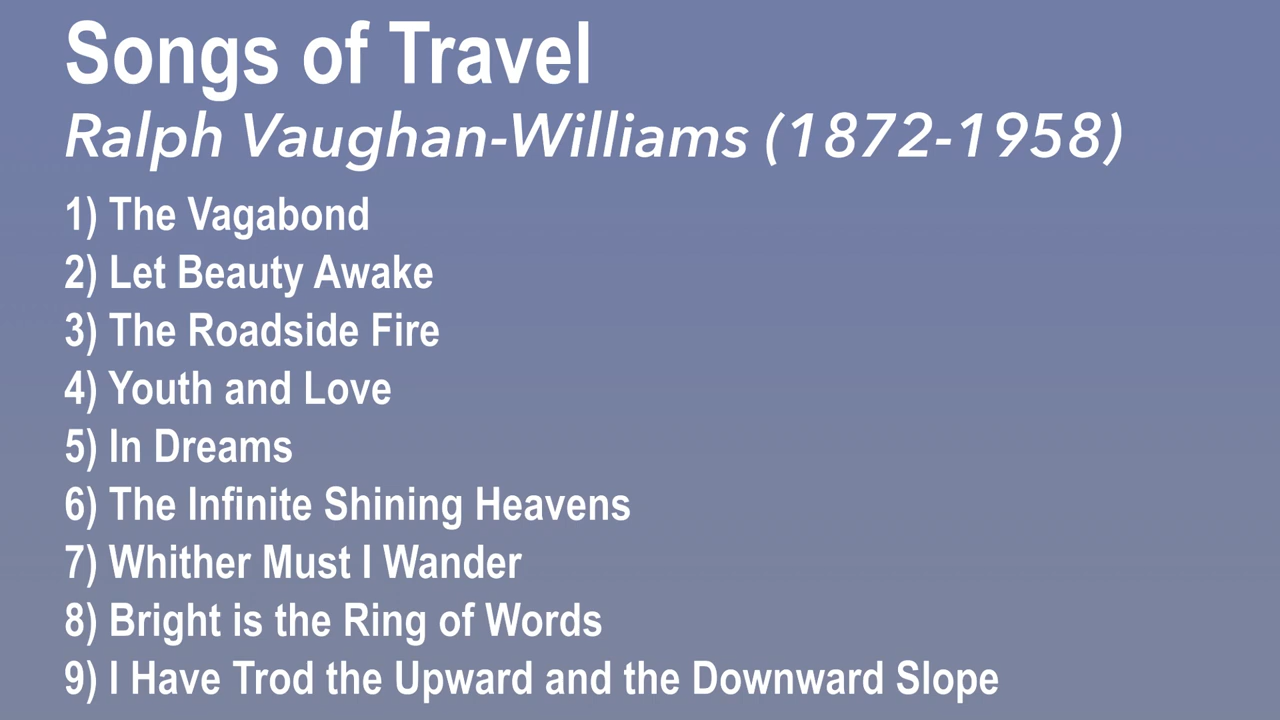 Songs of Travel
Ralph Vaughan-Williams (1872-1958)
1) The Vagabond
2) Let Beauty Awake
3) The Roadside Fire
4) Youth and Love
5) In Dreams
6) The Infinite Shining Heavens
7) Whither Must I Wander
8) Bright is the Ring of Words
9) I Have Trod the Upward and the Downward Slope